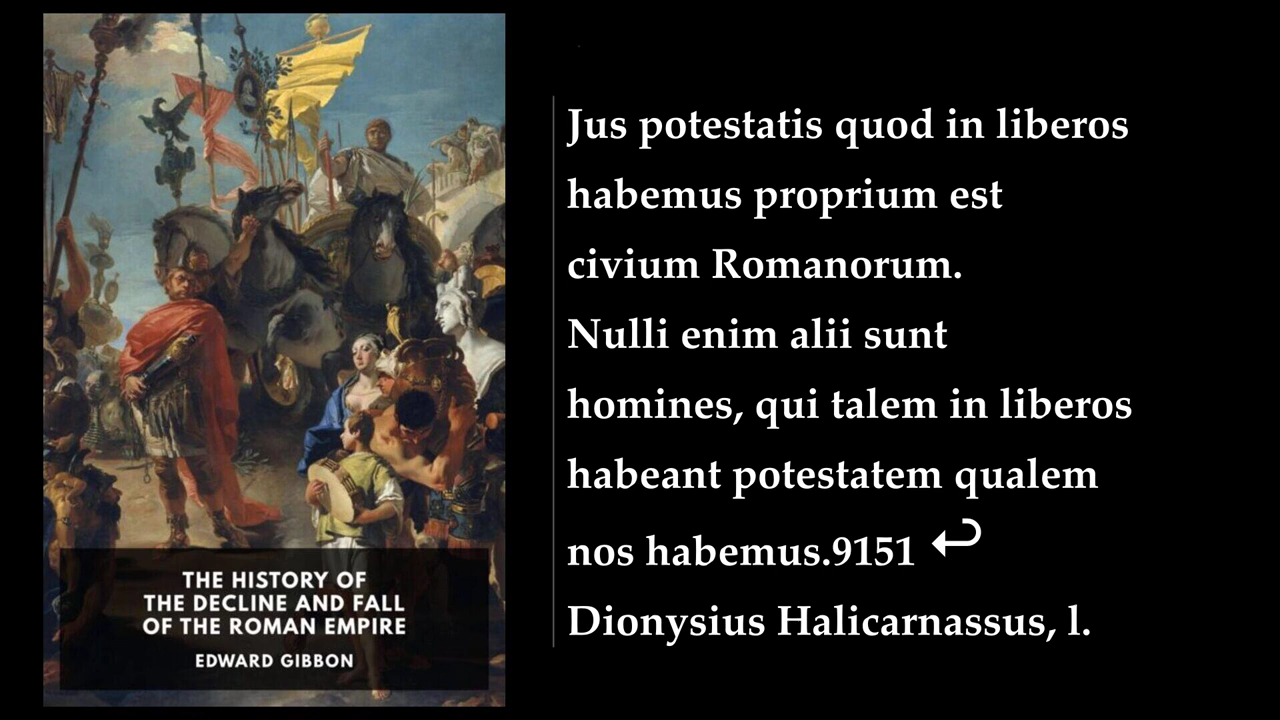 THE HISTORY OF
THE DECLINE AND FALL
OF THE ROMAN EMPIRE
EDWARD GIBBON
Jus potestatis quod in liberos
habemus proprium est
civium Romanorum.
Nulli enim alii sunt
homines, qui talem in liberos
habeant potestatem qualem
nos habemus.9151 ↩
Dionysius Halicarnassus, l.